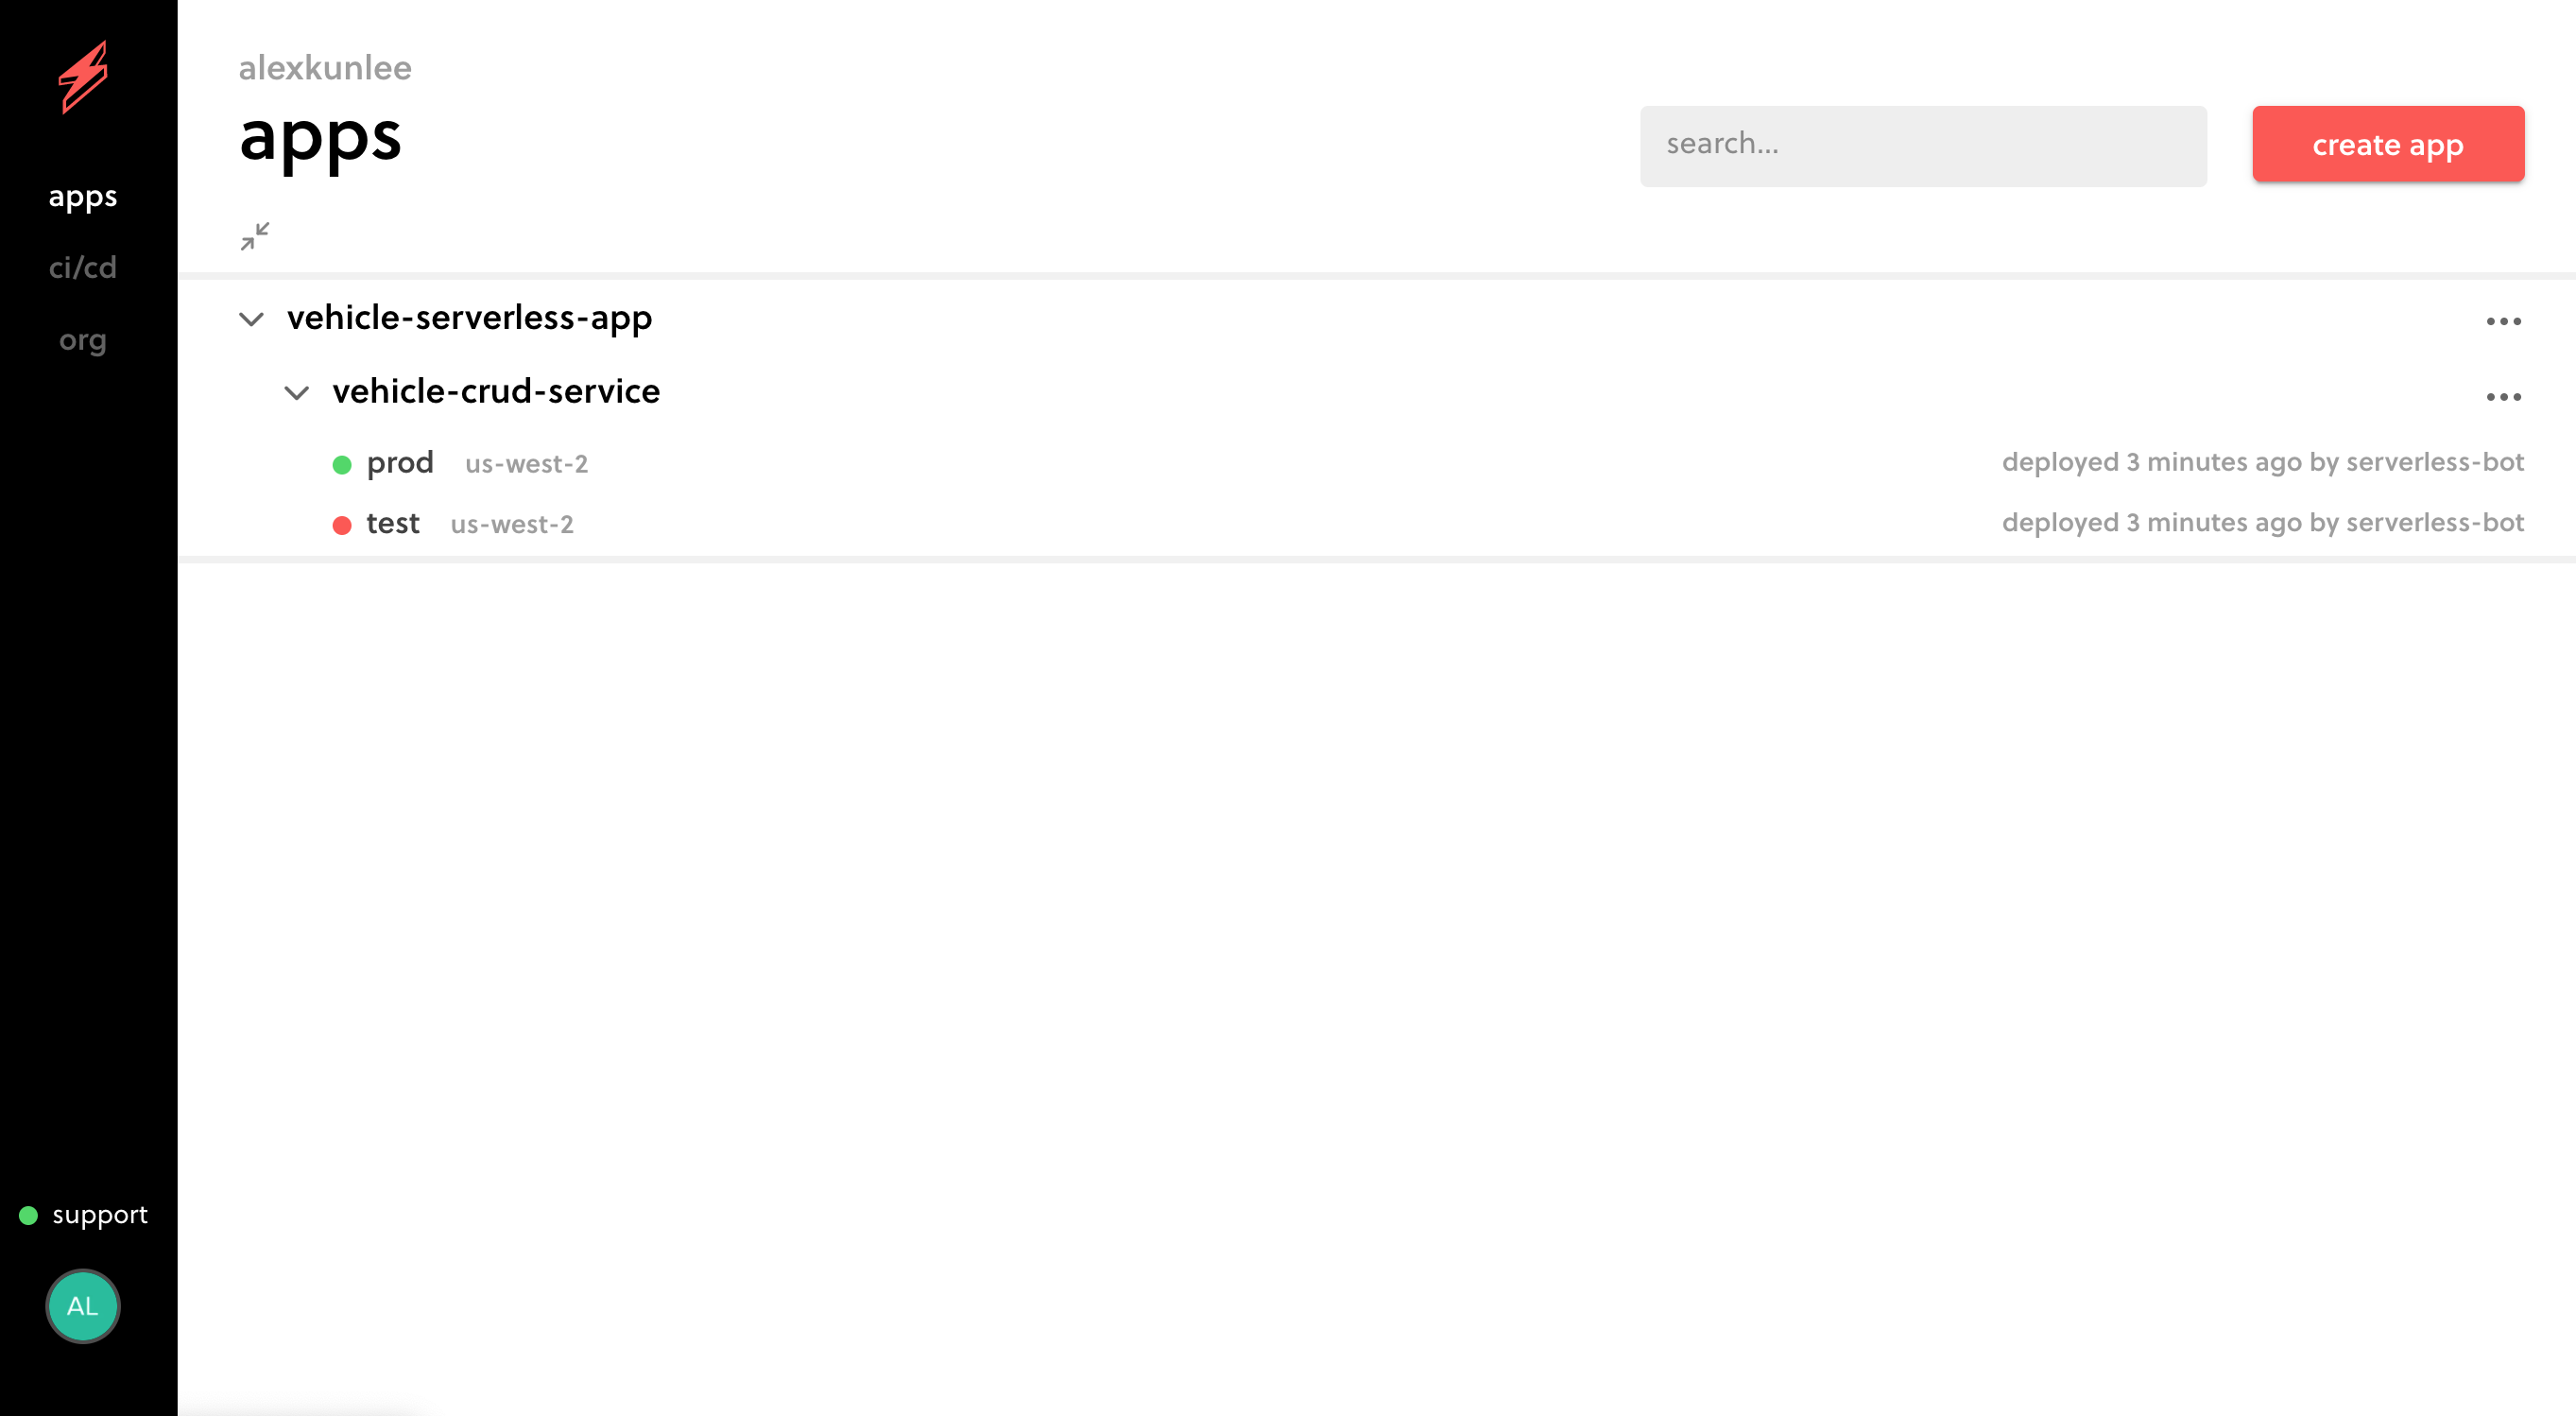 alexkunlee
apps
search...
create app
apps
ci/cd
org
vehicle-serverless-app
vehicle-crud-service
prod us-west-2 deployed 3 minutes ago by serverless-bot
test us-west-2 deployed 3 minutes ago by serverless-bot
support
AL